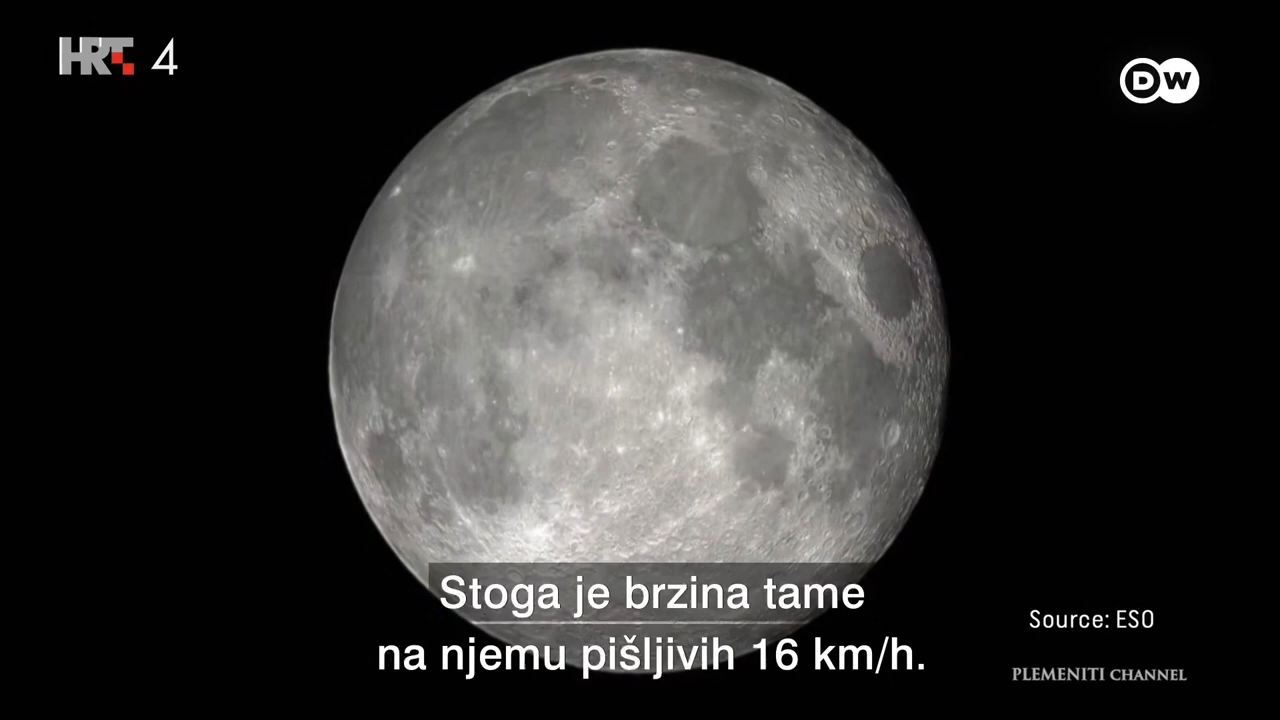 HRT 4
DW
Stoga je brzina tame
na njemu pišljivih 16 km/h.
Source: ESO
PLEMENITI CHANNEL